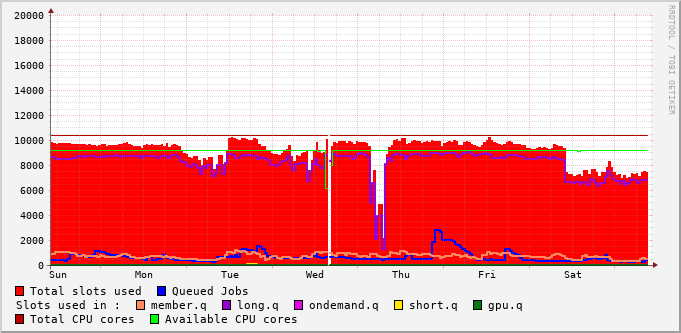 RRDTOOL / TOBI OETIKER
20000
18000
16000
14000
12000
10000
8000
6000
4000
2000
0
Sun Mon Tue Wed Thu Fri Sat
Total slots used Queued Jobs
Slots used in : member.q long.q ondemand.q short.q gpu.q
Total CPU cores Available CPU cores